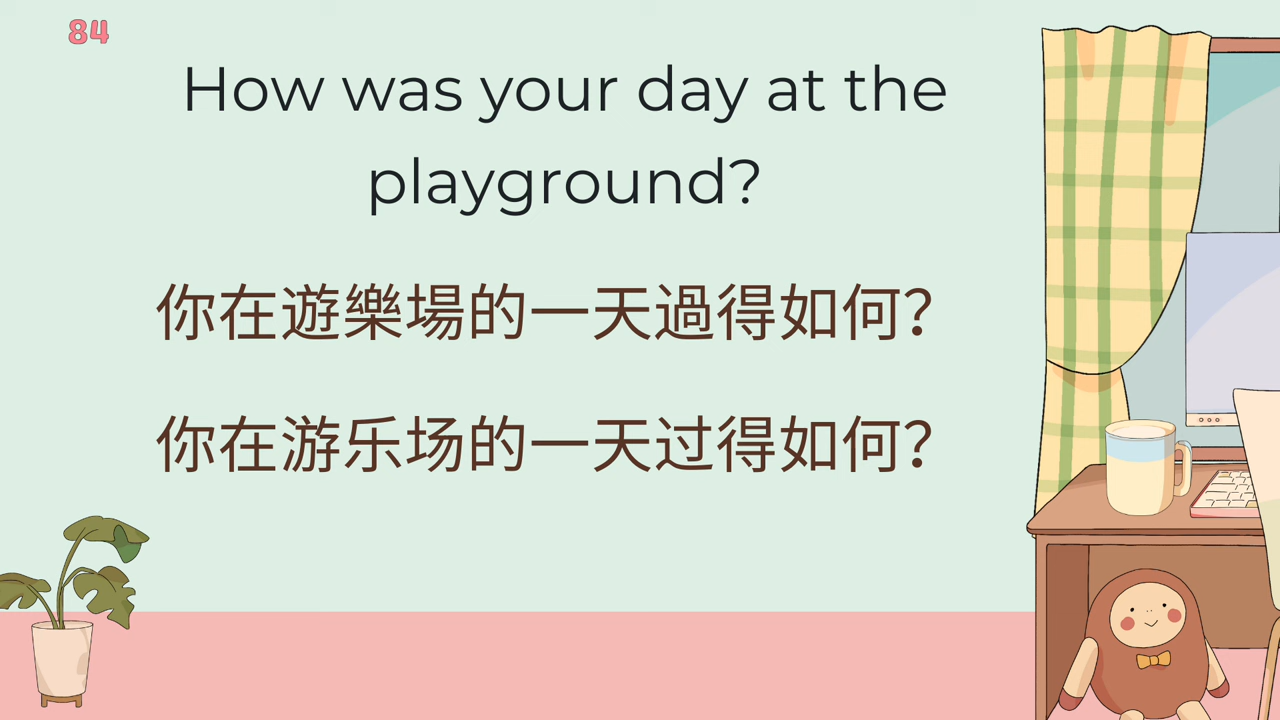 84
How was your day at the
playground?
你在遊樂場的一天過得如何?
你在游乐场的一天过得如何?